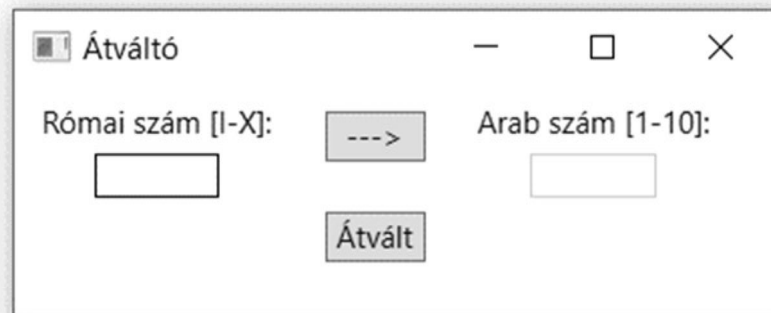 Átváltó
Római szám [I-X]:
--->
Arab szám [1-10]:
Átvált